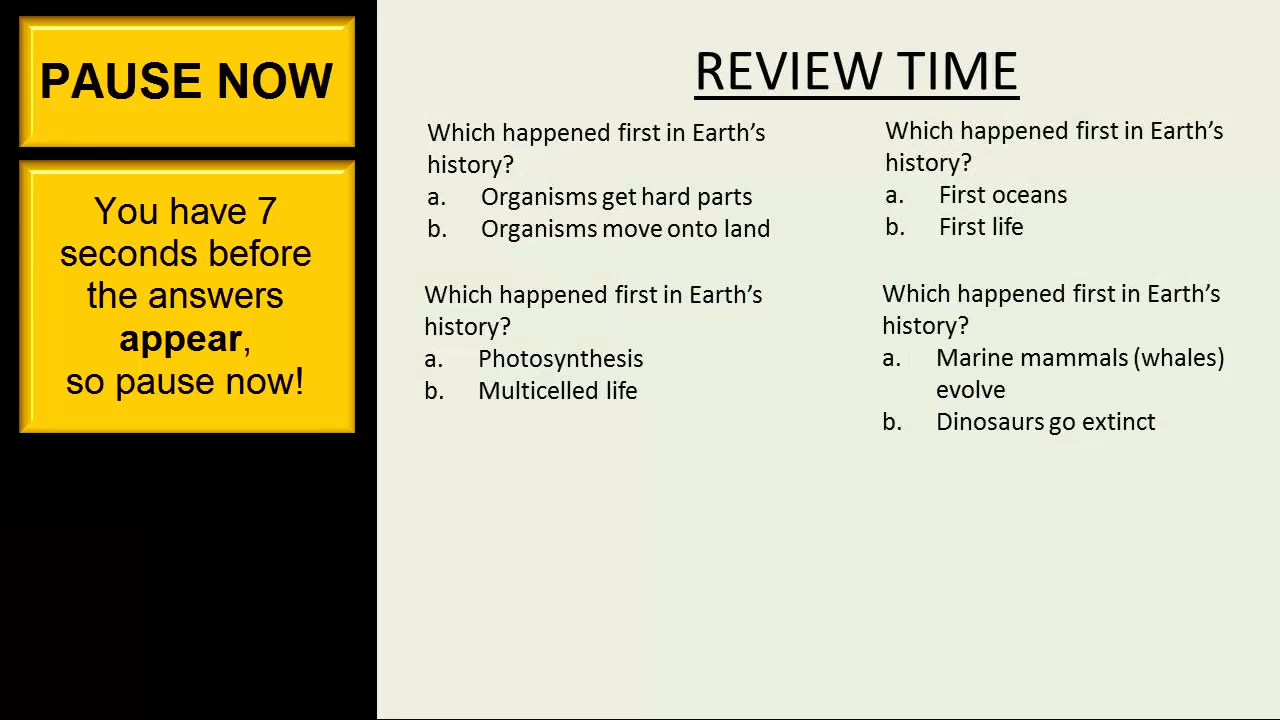 PAUSE NOW
You have 7
seconds before
the answers
appear,
so pause now!
REVIEW TIME
Which happened first in Earth's
history?
a. Organisms get hard parts
b. Organisms move onto land
Which happened first in Earth's
history?
a. First oceans
b. First life
Which happened first in Earth's
history?
a. Photosynthesis
b. Multicelled life
Which happened first in Earth's
history?
a. Marine mammals (whales)
evolve
b. Dinosaurs go extinct